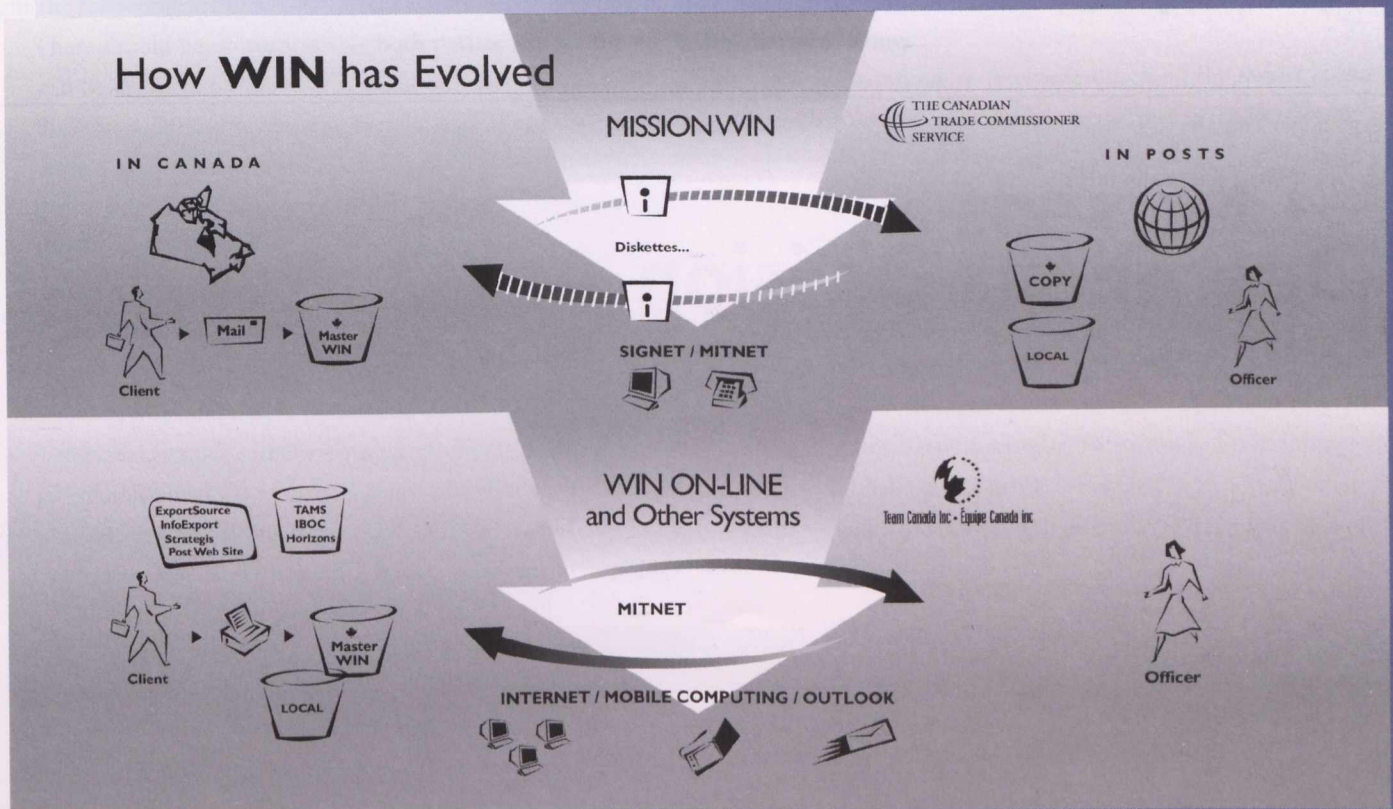 How WIN has Evolved
MISSION WIN
THE CANADIAN
TRADE COMMISSIONER
SERVICE
IN CANADA
IN POSTS
Diskettes...
Mail
Master
WIN
Client
COPY
LOCAL
Officer
SIGNET / MITNET
WIN ON-LINE
and Other Systems
Team Canada Inc • Équipe Canada inc
ExportSource
InfoExport
Strategis
Post Web Site
TAMS
IBOC
Horizons
MITNET
Master
WIN
Client
LOCAL
Officer
INTERNET / MOBILE COMPUTING / OUTLOOK